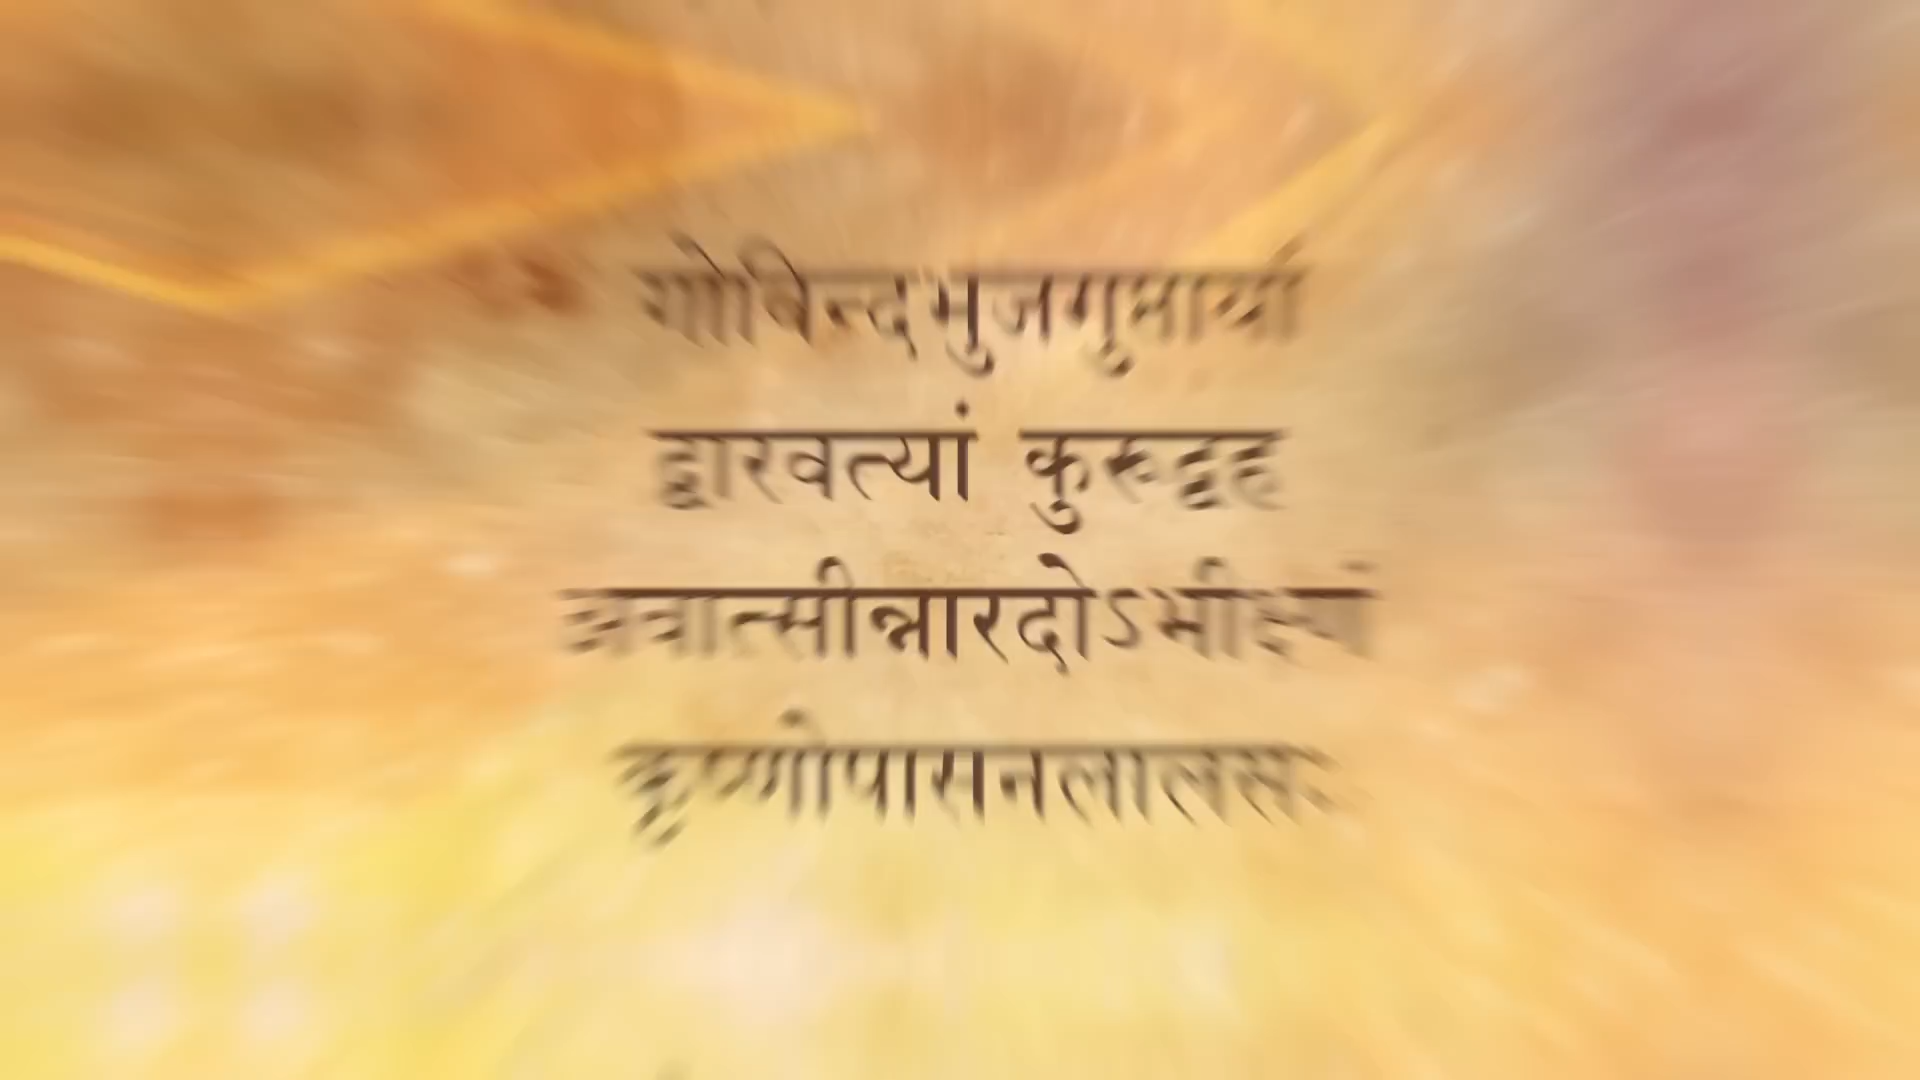 गोविन्दभुजगुप्तायां
द्वारवत्यां कुरूद्वह
अवात्सीन्नारदोऽभीक्ष्णं
कृष्णोपासनलालसः